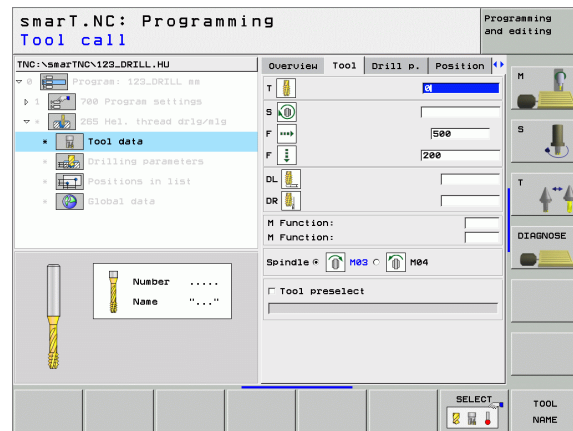 smarT.NC: Programming
Tool call
Programming
and editing
TNC:\smarTNC\123_DRILL.HU
0 Program: 123_DRILL mm
1 700 Program settings
* 265 Hel. thread drlg/mlg
* Tool data
* Drilling parameters
* Positions in list
* Global data
Overview Tool Drill p. Position
T 0
S
F 500
F 200
DL
DR
M Function:
M Function:
Spindle M03 M04
Tool preselect
Number .....
Name "..."
M
S
T
DIAGNOSE
SELECT
TOOL
NAME